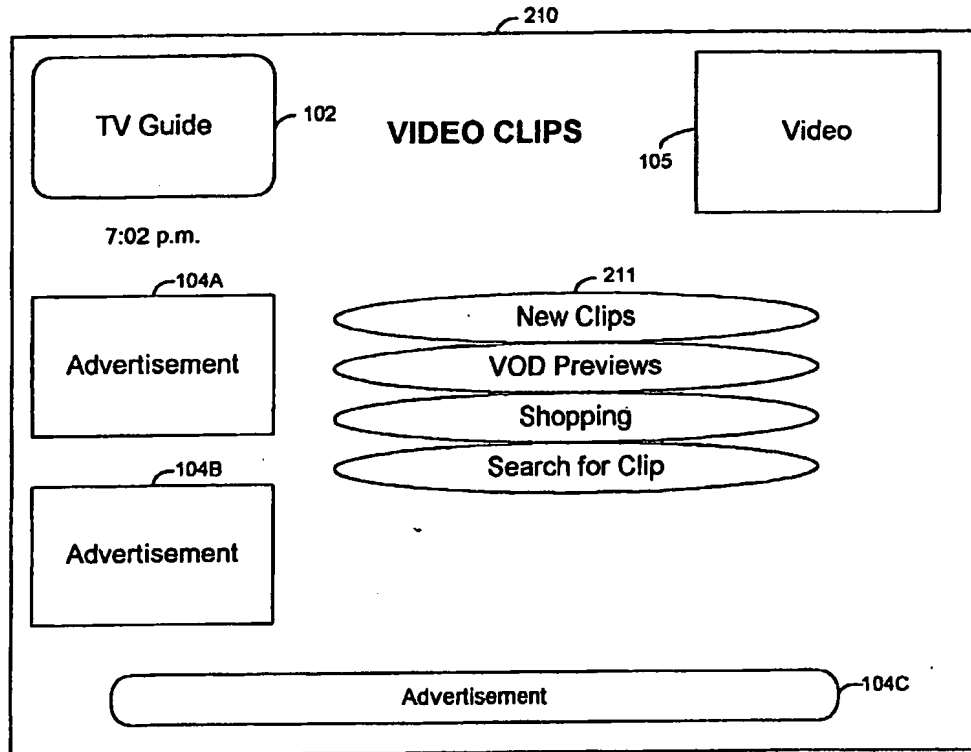 210
TV Guide
102
VIDEO CLIPS
105
Video
7:02 p.m.
104A
Advertisement
211
New Clips
VOD Previews
Shopping
Search for Clip
104B
Advertisement
Advertisement
104C